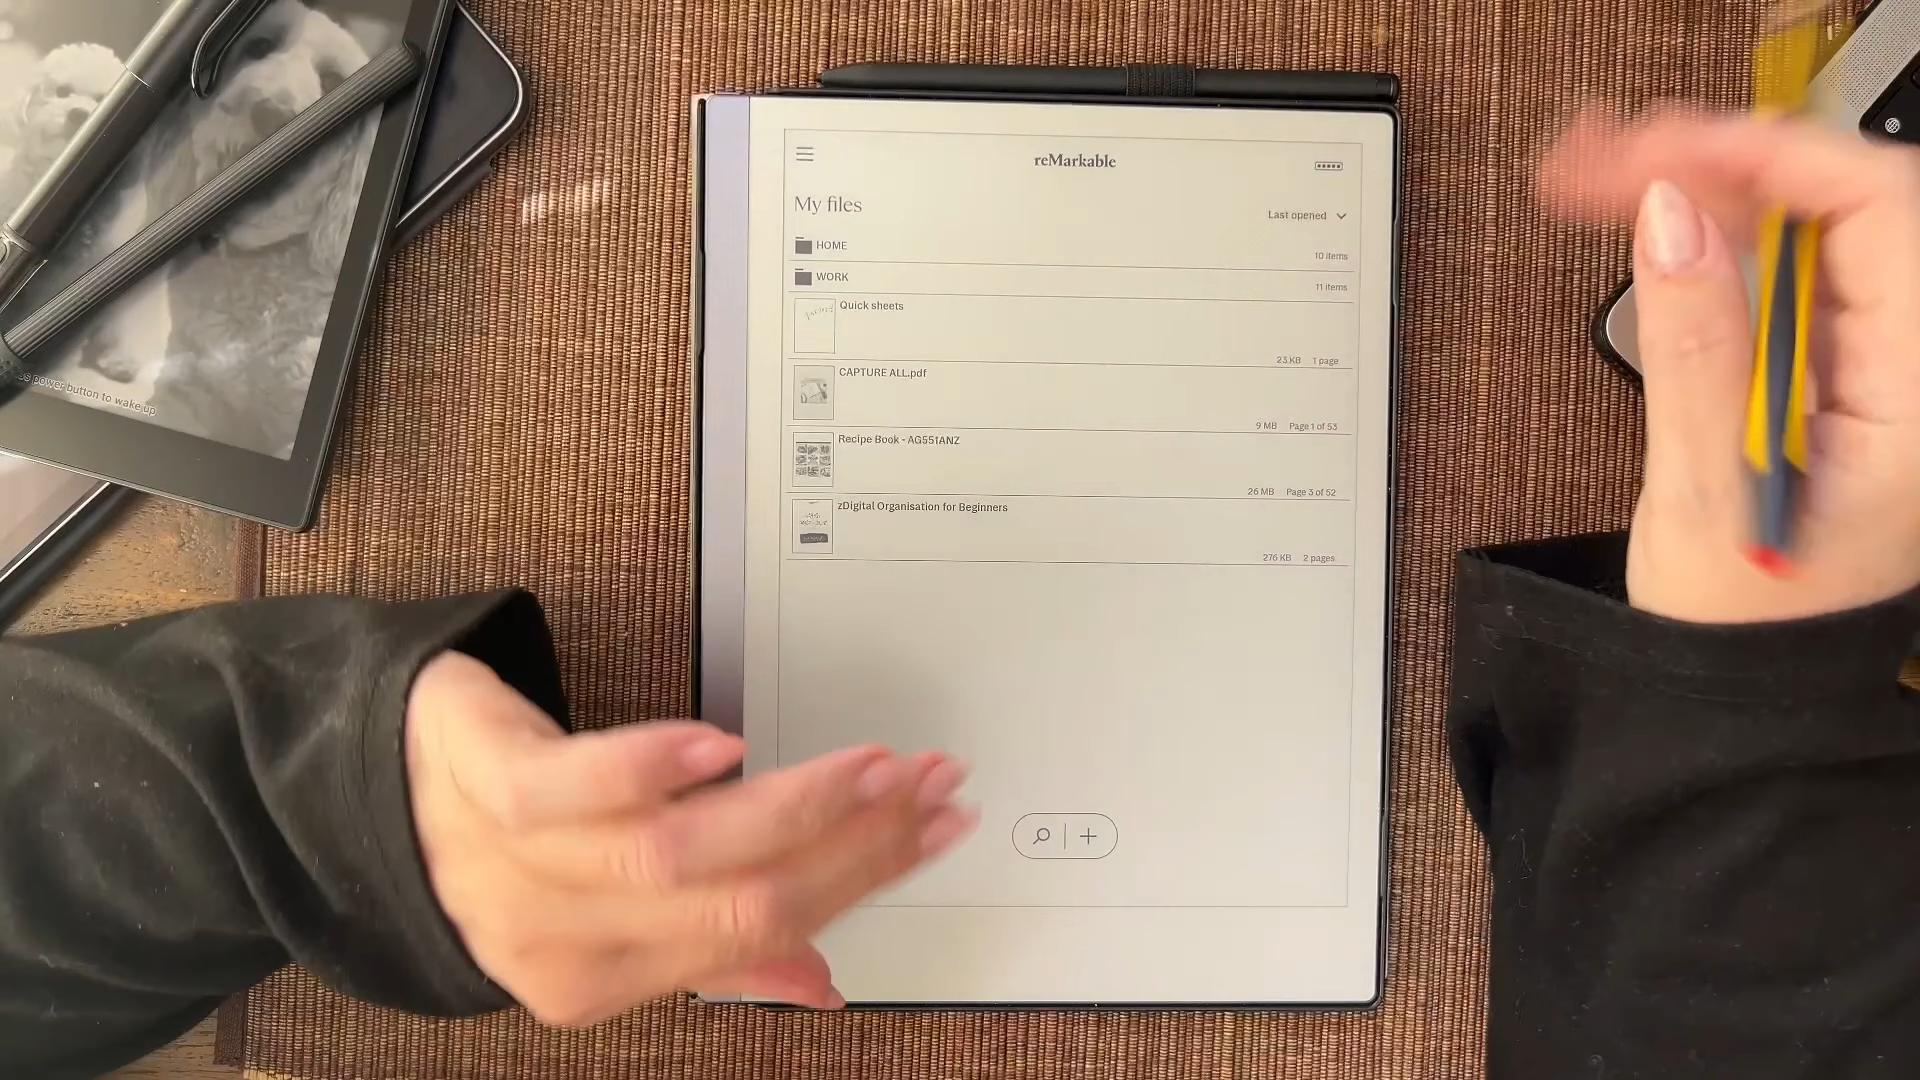 reMarkable
My files
Last opened
HOME
10 items
WORK
11 items
Quick sheets
23 KB 1 page
CAPTURE ALL.pdf
9 MB Page 1 of 53
Recipe Book - AG551ANZ
26 MB Page 3 of 52
zDigital Organisation for Beginners
276 KB 2 pages
power button to wake up